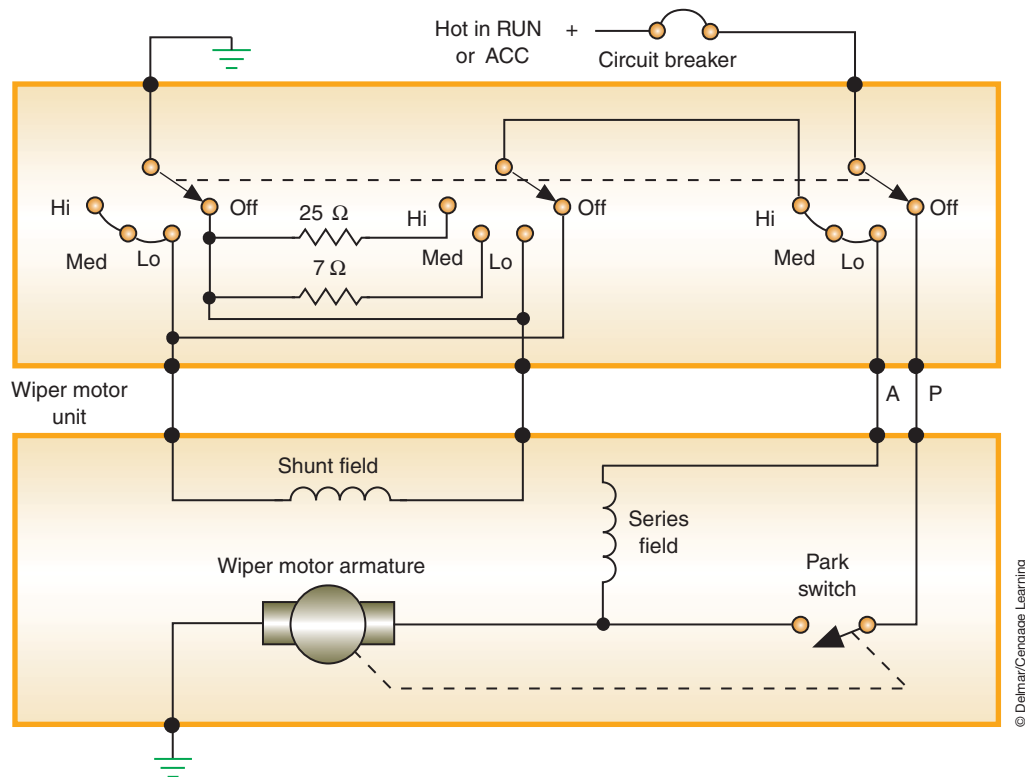 Hot in RUN
or ACC
+
Circuit breaker
Hi
Med
Lo
Off
25 Ω
7 Ω
Hi
Med
Lo
Off
Hi
Med
Lo
Off
Wiper motor
unit
A
P
Shunt field
Series
field
Wiper motor armature
Park
switch
© Delmar/Cengage Learning